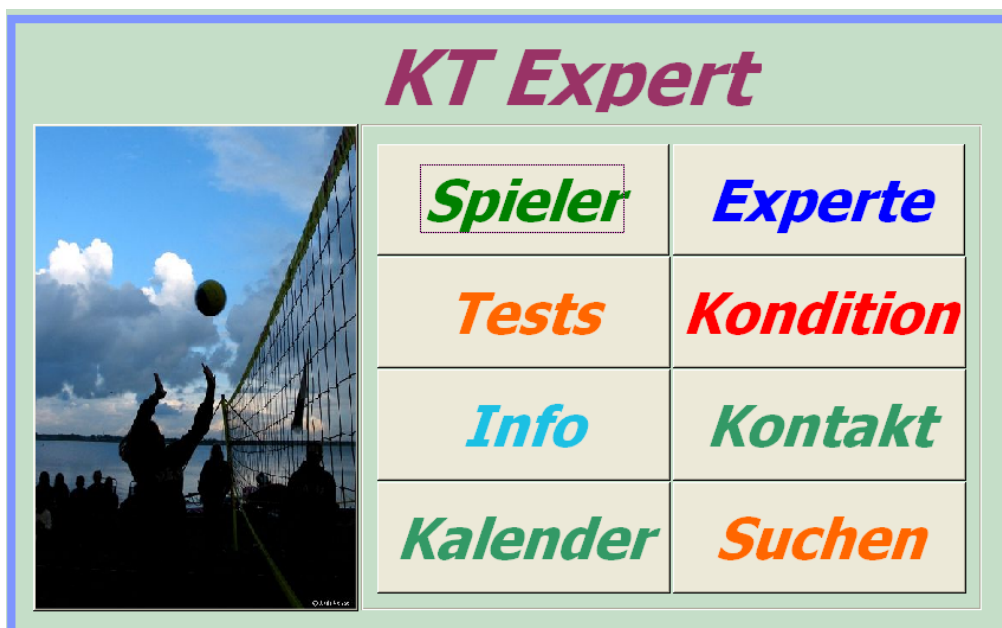 KT Expert
Spieler
Experte
Tests
Kondition
Info
Kontakt
Kalender
Suchen